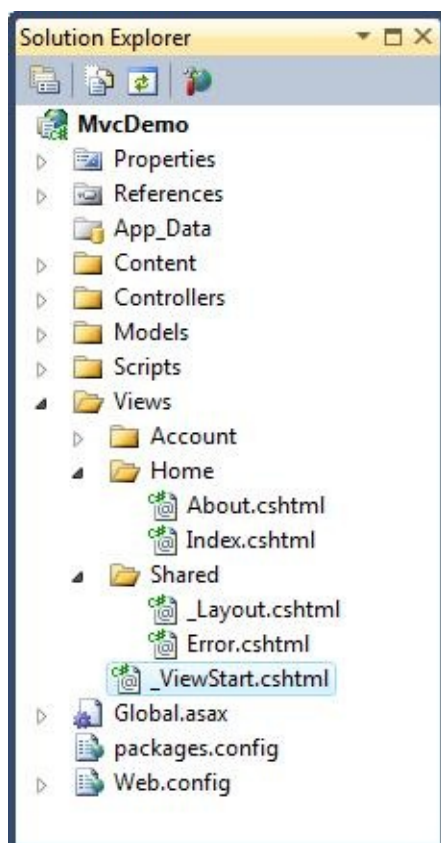 Solution Explorer
MvcDemo
Properties
References
App_Data
Content
Controllers
Models
Scripts
Views
Account
Home
About.cshtml
Index.cshtml
Shared
_Layout.cshtml
Error.cshtml
_ViewStart.cshtml
Global.asax
packages.config
Web.config